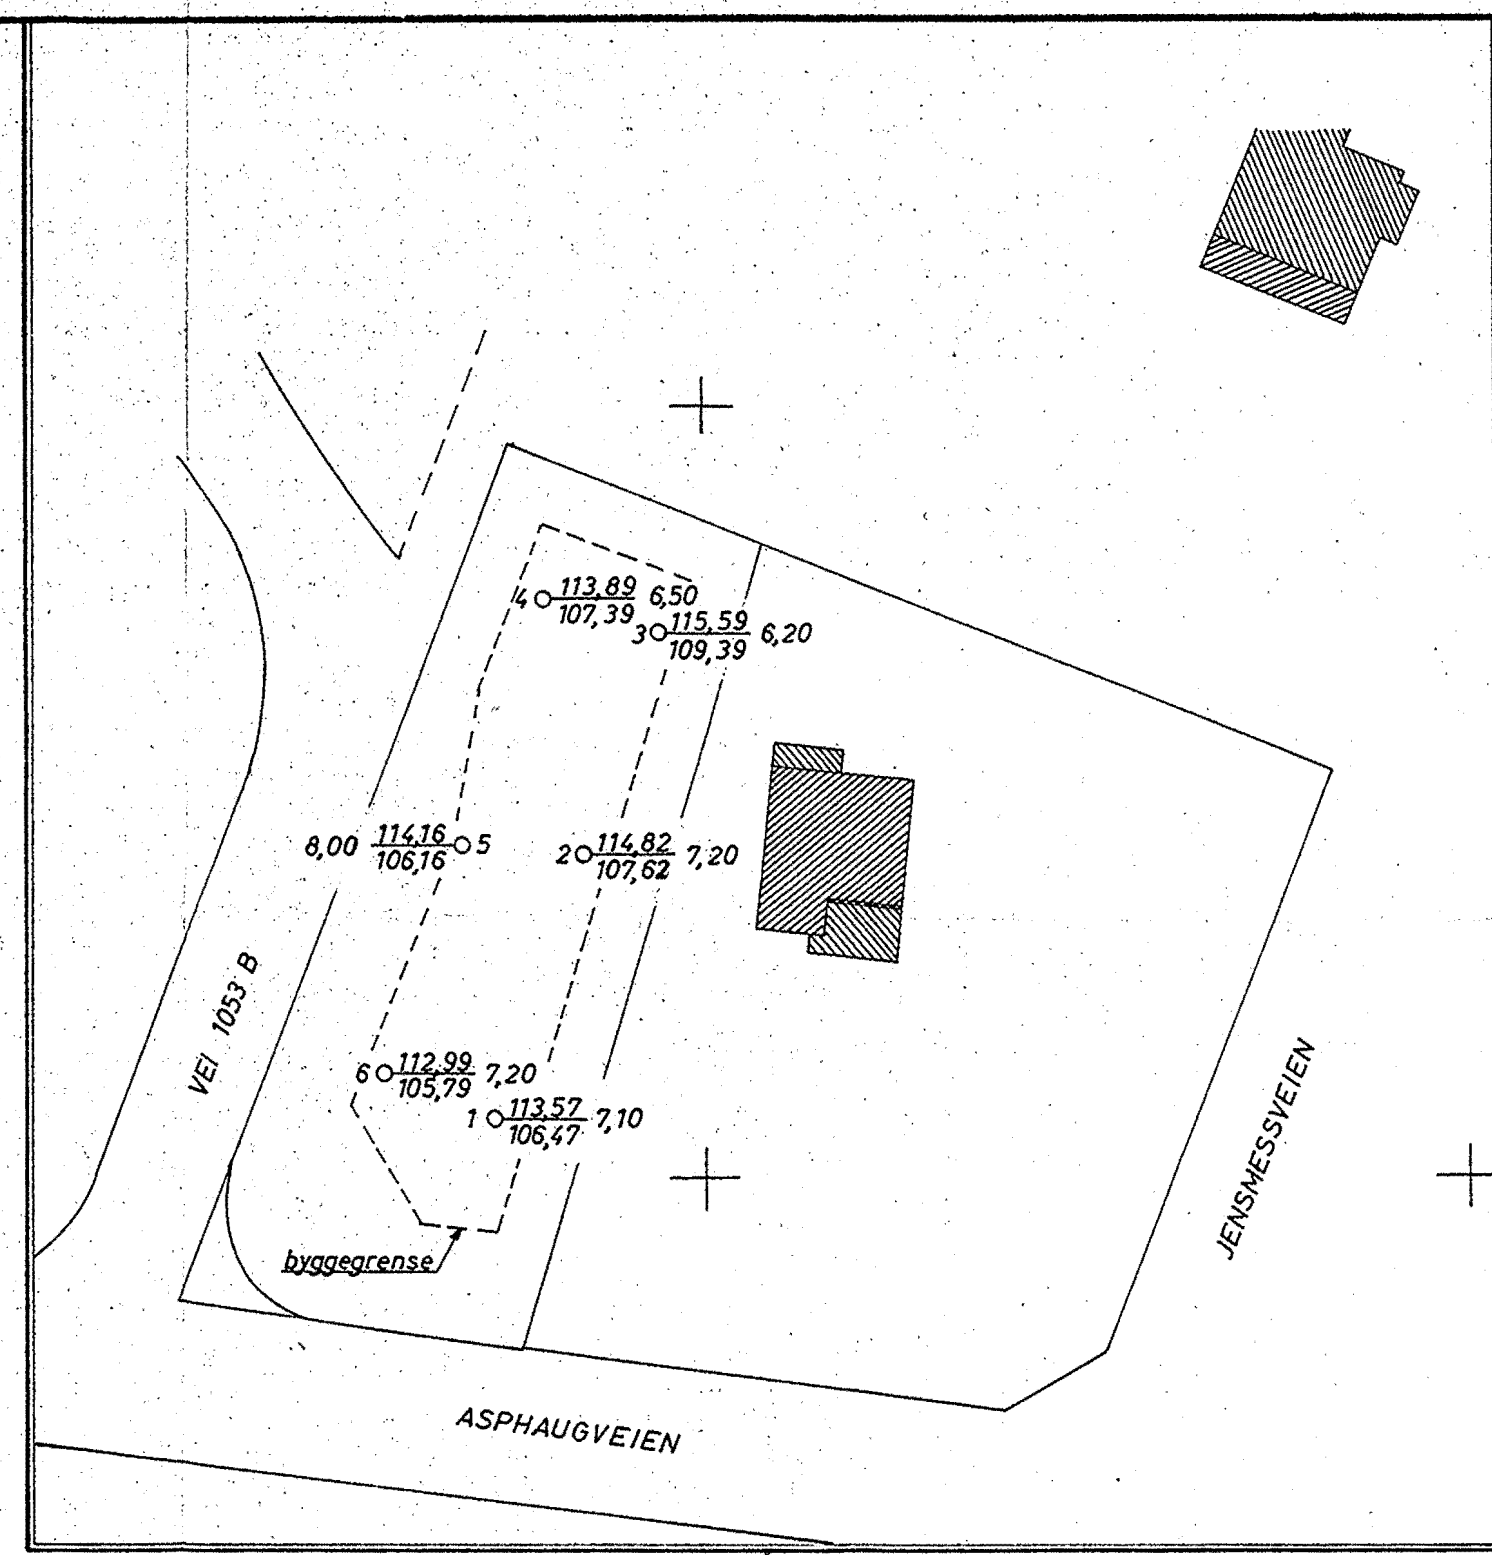 4 113,89 6,50
107,39
3 115,59 6,20
109,39
8,00 114,16 5
106,16
2 114,82 7,20
107,62
VEI 1053 B
6 112,99 7,20
105,79
1 113,57 7,10
106,47
JENSMESSVEIEN
byggegrense
ASPHAUGVEIEN